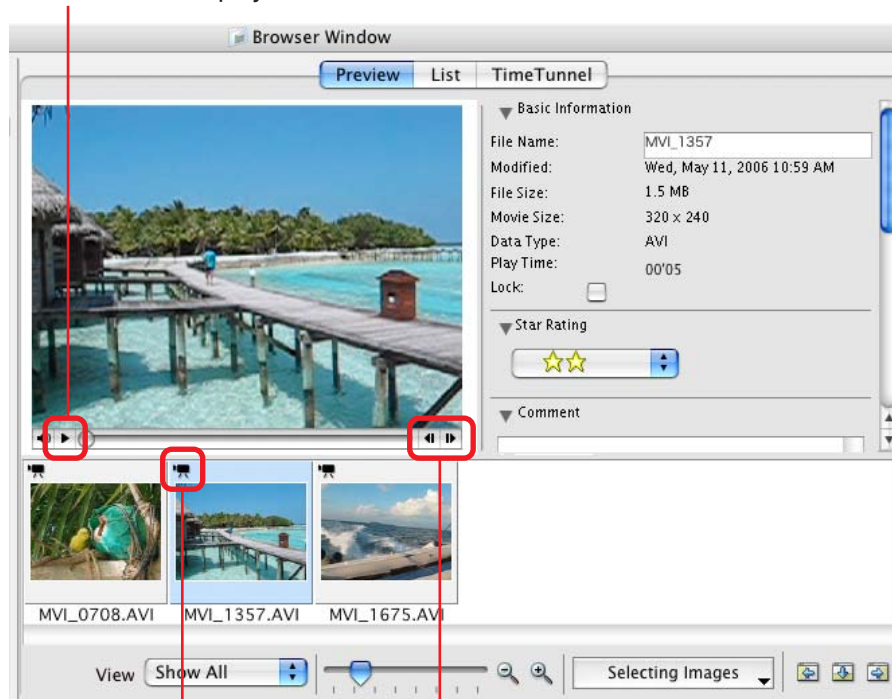 Browser Window
Preview List TimeTunnel
Basic Information
File Name: MVI_1357
Modified: Wed, May 11, 2006 10:59 AM
File Size: 1.5 MB
Movie Size: 320 x 240
Data Type: AVI
Play Time: 00'05
Lock:
Star Rating
Comment
MVI_0708.AVI MVI_1357.AVI MVI_1675.AVI
View Show All Selecting Images